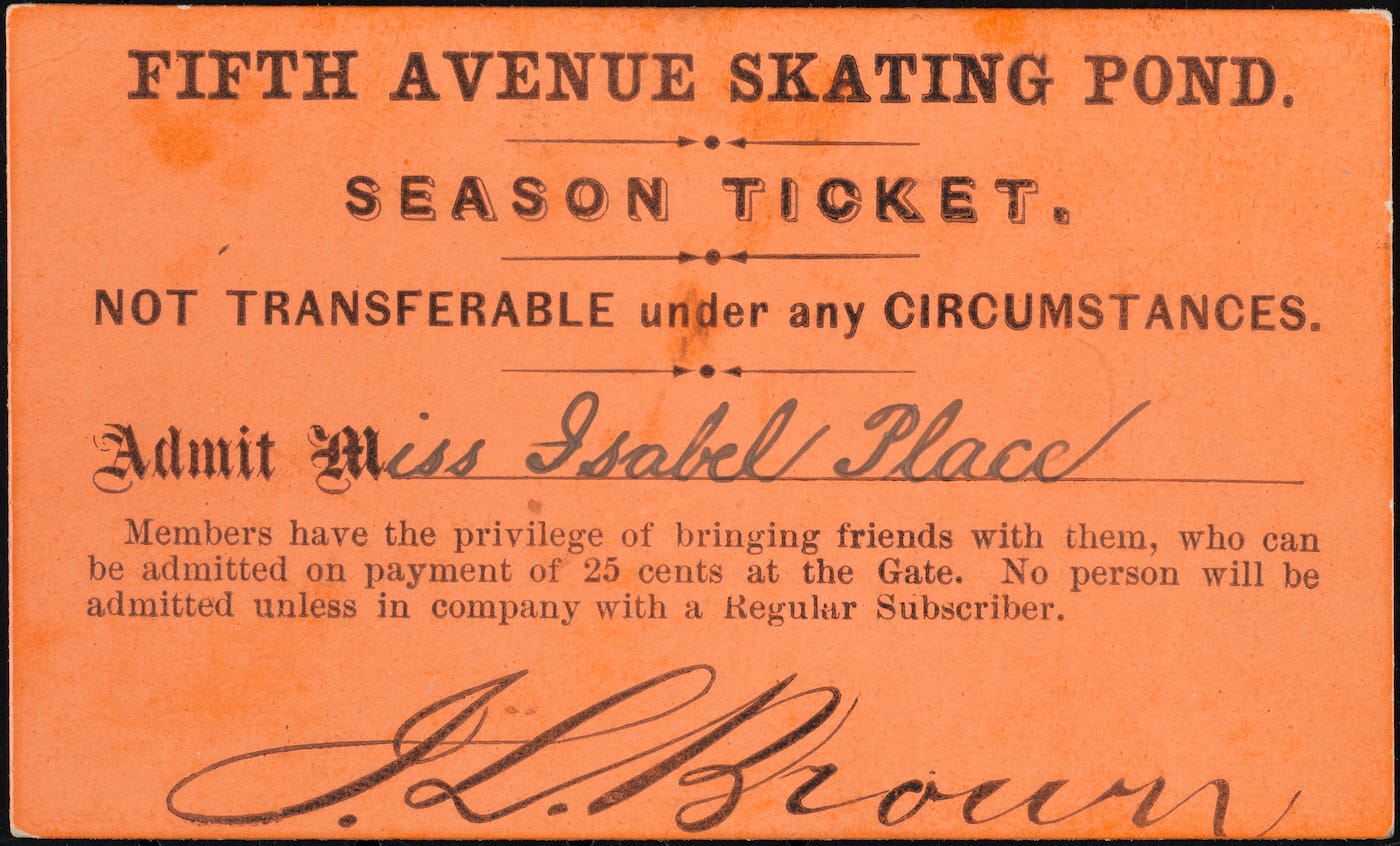 FIFTH AVENUE SKATING POND.
SEASON TICKET.
NOT TRANSFERABLE under any CIRCUMSTANCES.
Admit Miss Isabel Place
Members have the privilege of bringing friends with them, who can
be admitted on payment of 25 cents at the Gate. No person will be
admitted unless in company with a Regular Subscriber.
J. L. Brown